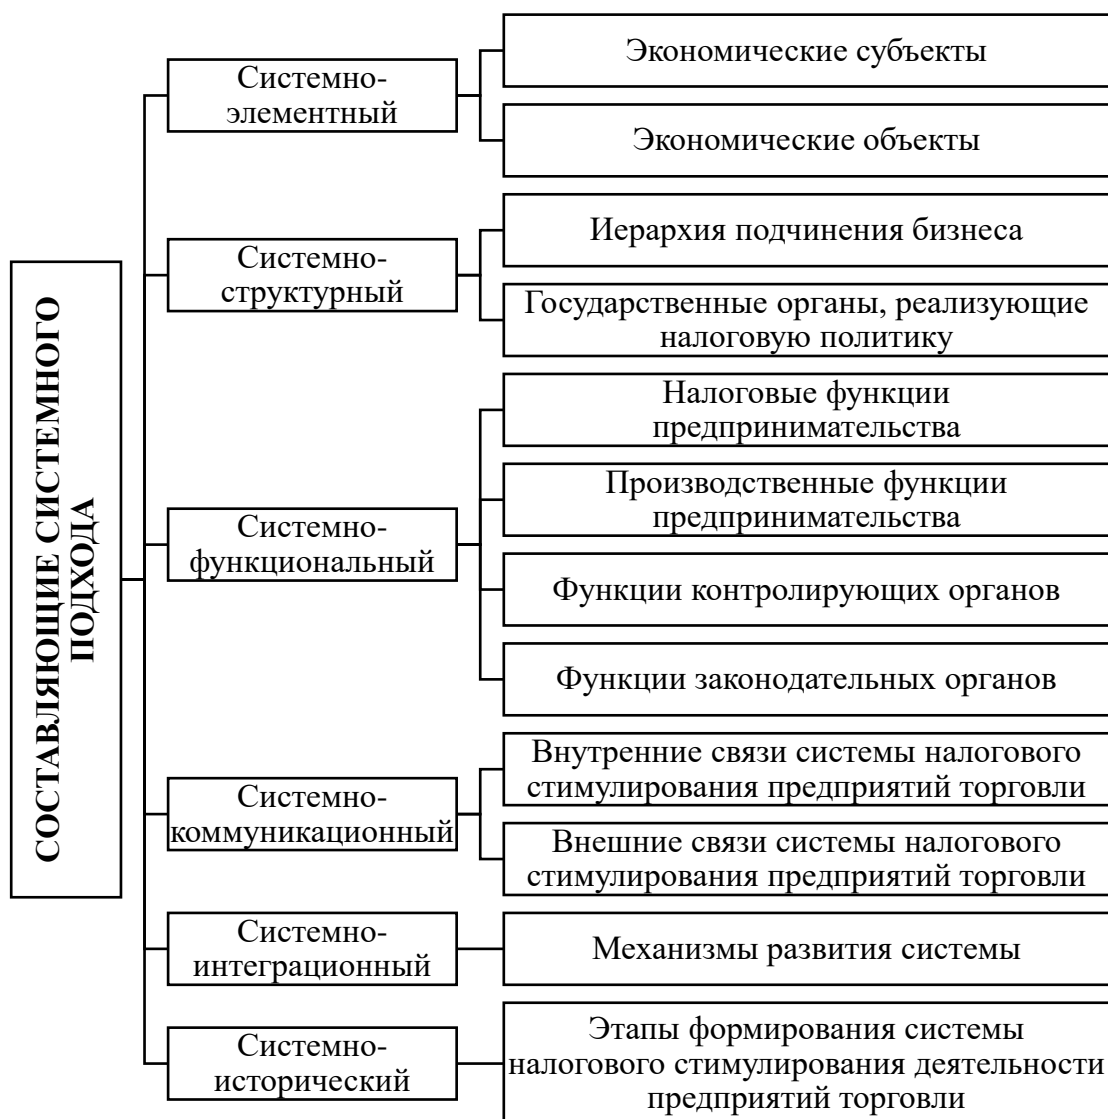 СОСТАВЛЯЮЩИЕ СИСТЕМНОГО
ПОДХОДА
Системно-
элементный
Экономические субъекты
Экономические объекты
Системно-
структурный
Иерархия подчинения бизнеса
Государственные органы, реализующие
налоговую политику
Системно-
функциональный
Налоговые функции
предпринимательства
Производственные функции
предпринимательства
Функции контролирующих органов
Функции законодательных органов
Системно-
коммуникационный
Внутренние связи системы налогового
стимулирования предприятий торговли
Внешние связи системы налогового
стимулирования предприятий торговли
Системно-
интеграционный
Механизмы развития системы
Системно-
исторический
Этапы формирования системы
налогового стимулирования деятельности
предприятий торговли